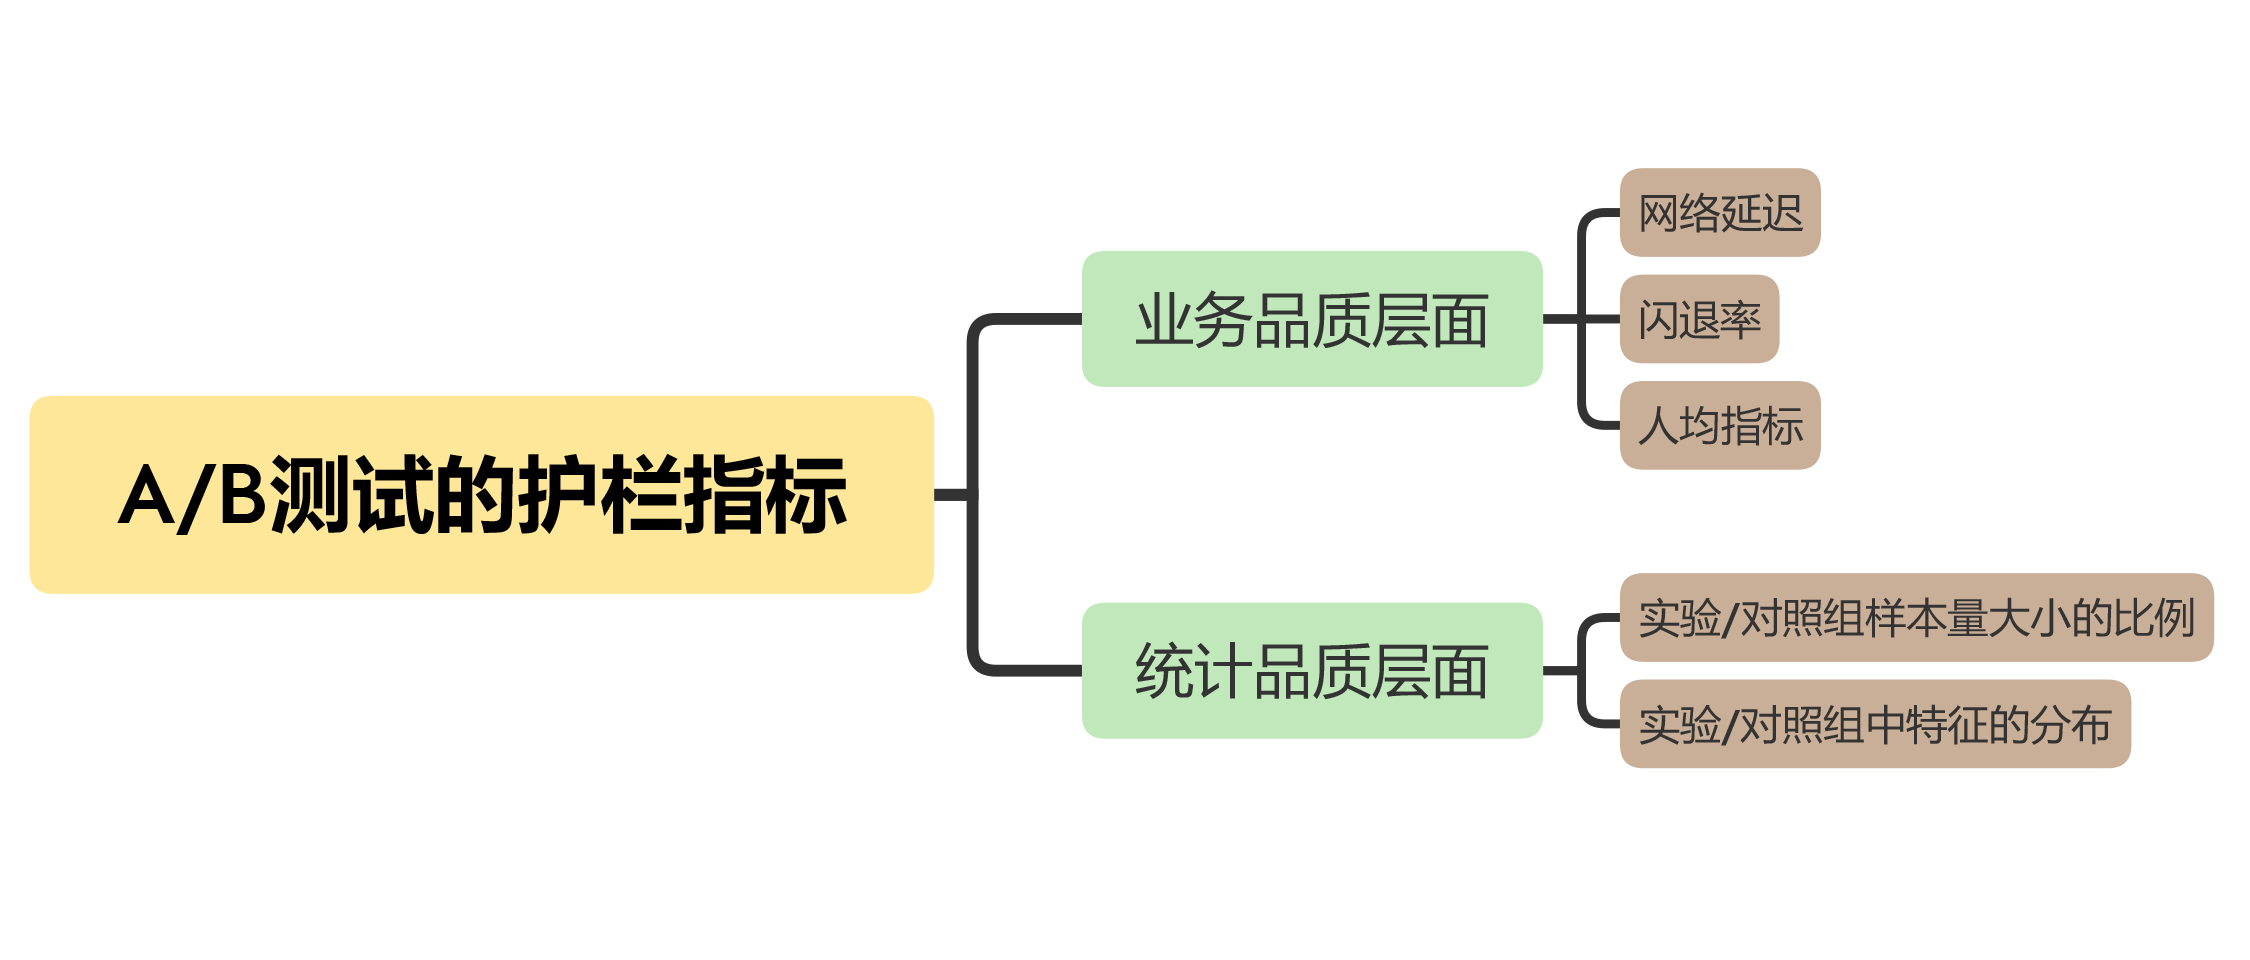 A/B测试的护栏指标
业务品质层面
网络延迟
闪退率
人均指标
统计品质层面
实验/对照组样本量大小的比例
实验/对照组中特征的分布